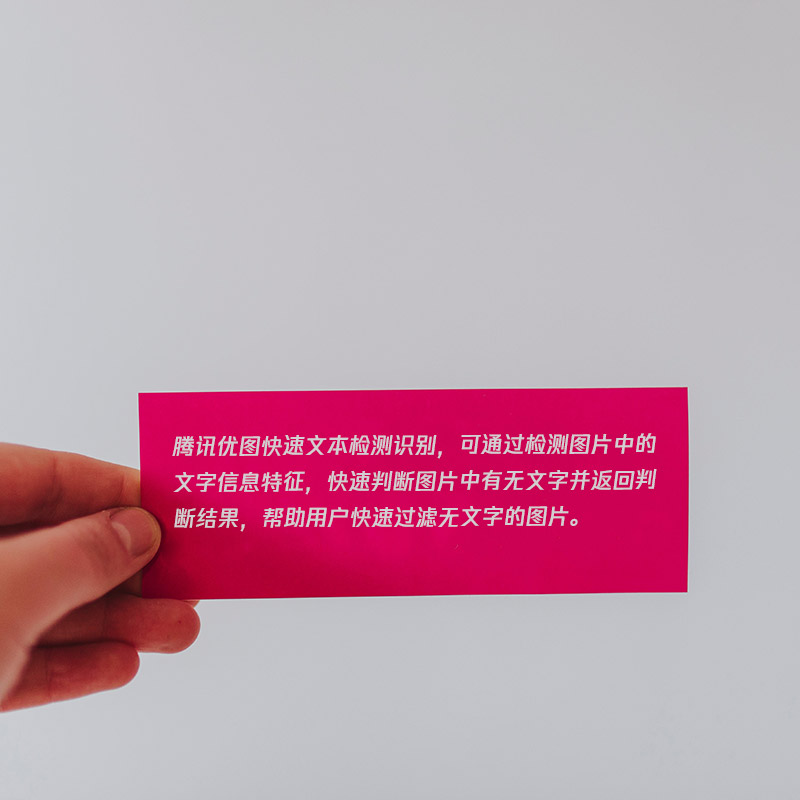 腾讯优图快速文本检测识别，可通过检测图片中的
文字信息特征，快速判断图片中有无文字并返回判
断结果，帮助用户快速过滤无文字的图片。